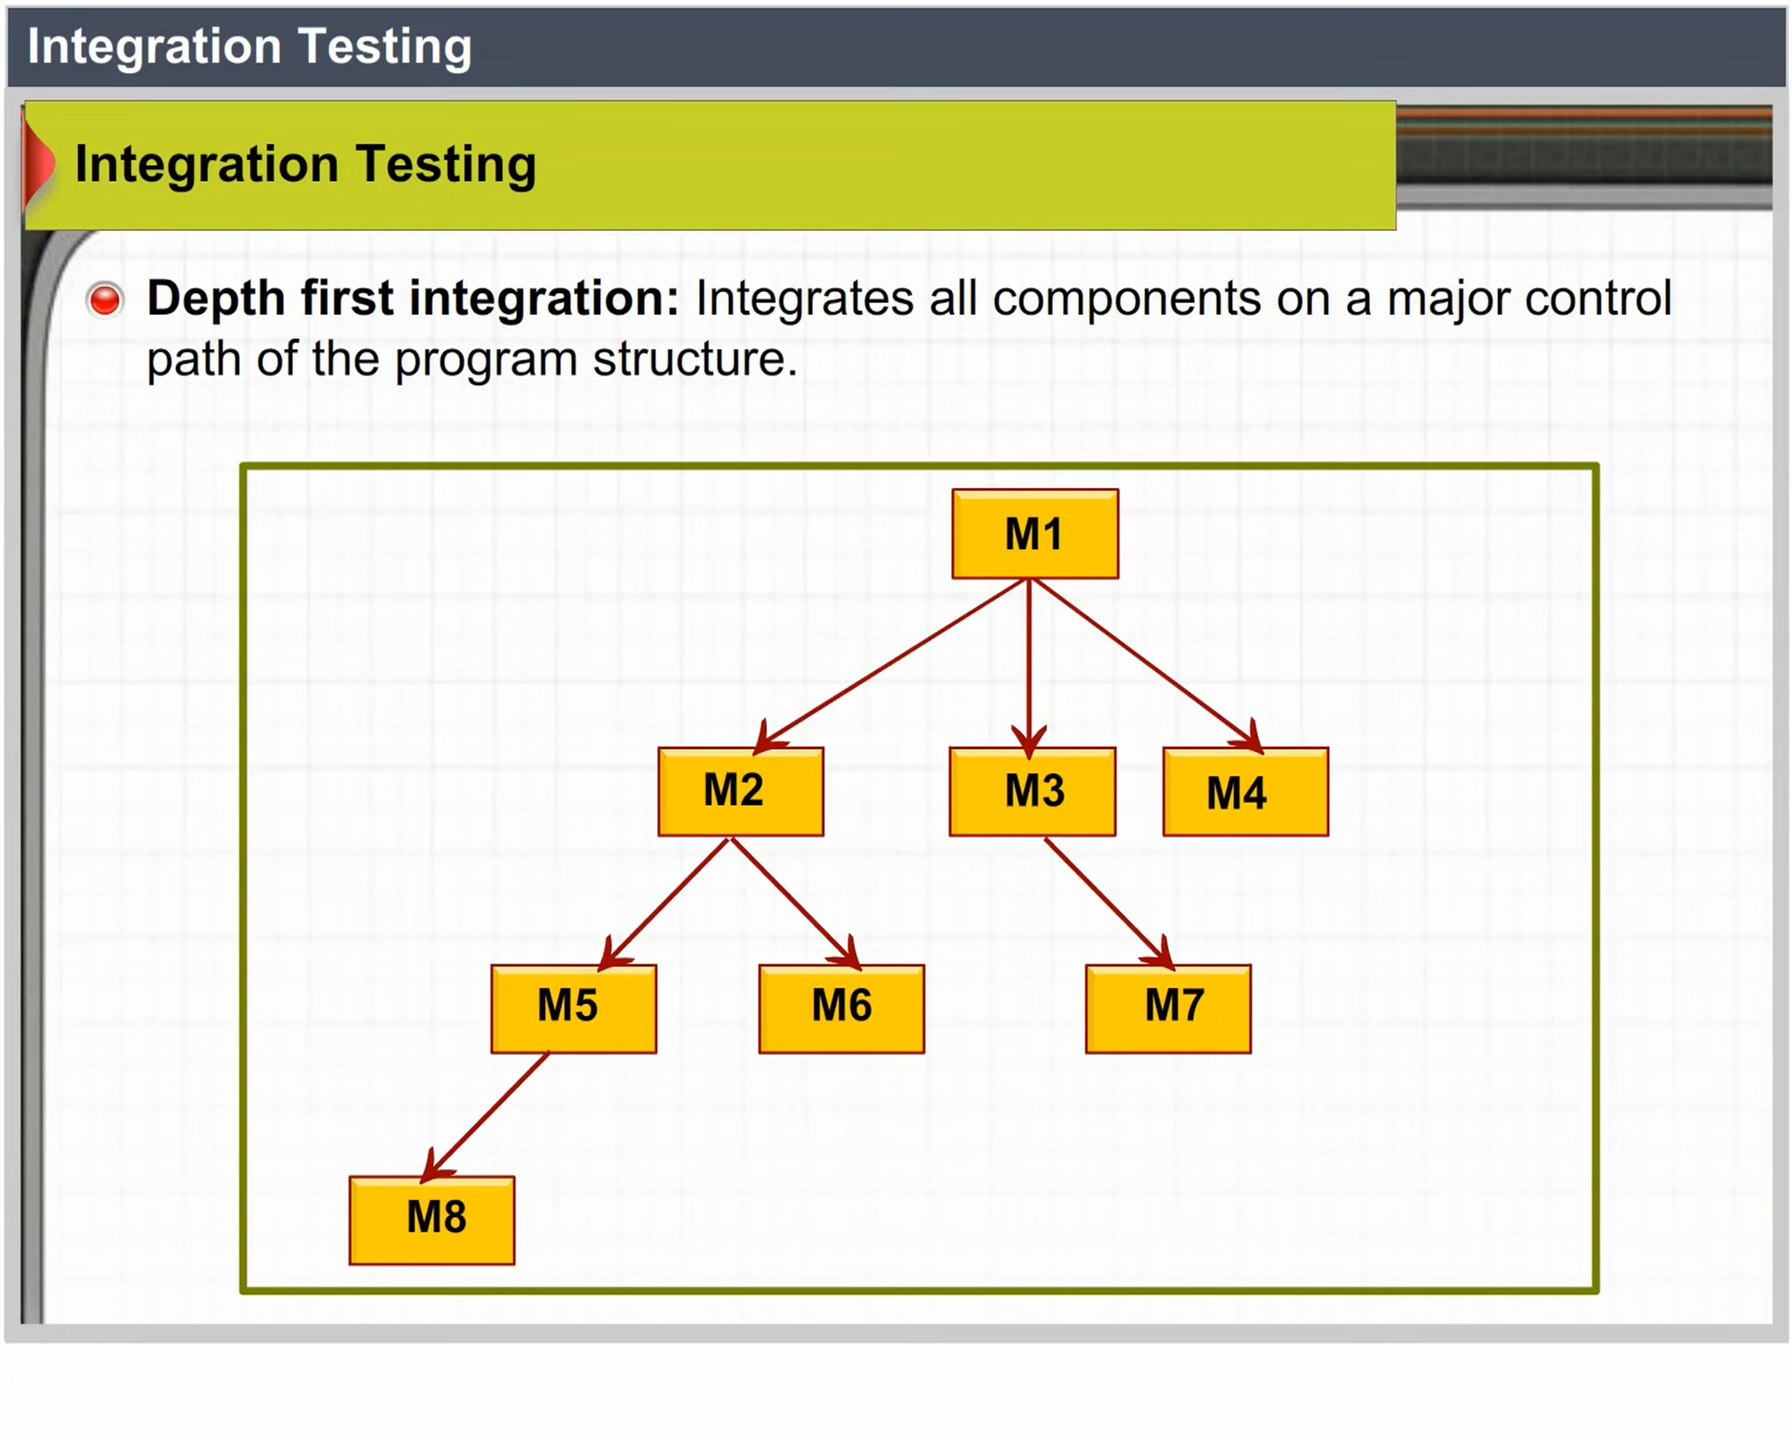 Integration Testing
Integration Testing
Depth first integration: Integrates all components on a major control
path of the program structure.
M1
M2
M3
M4
M5
M6
M7
M8